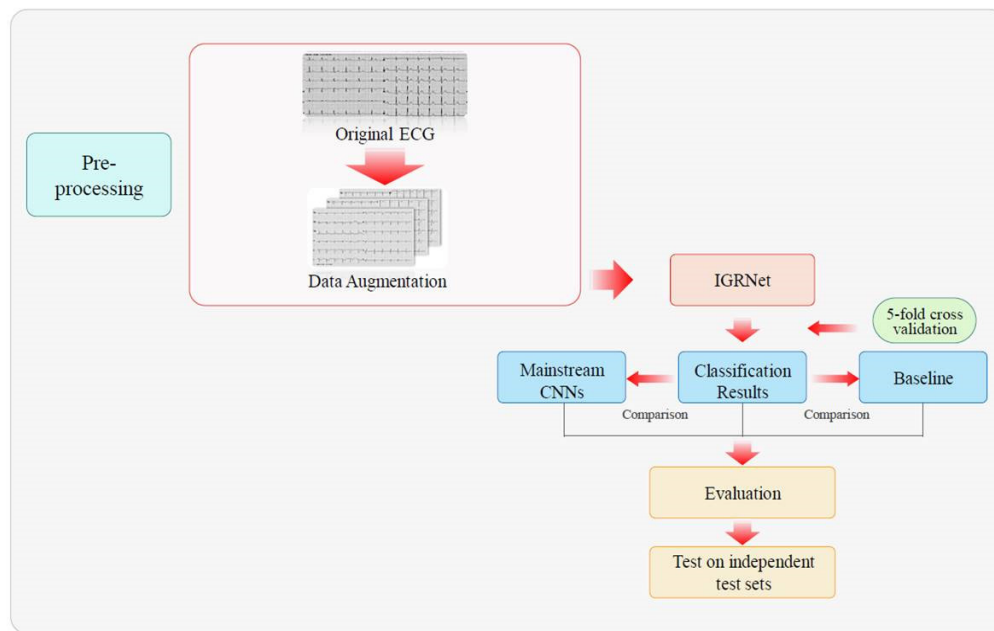 Original ECG
Pre-
processing
Data Augmentation
IGRNet
5-fold cross
validation
Mainstream
CNNs
Classification
Results
Baseline
Comparison
Comparison
Evaluation
Test on independent
test sets